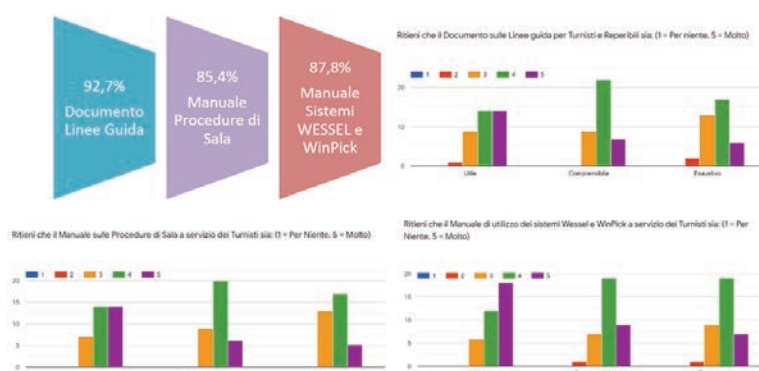 92,7%
Documento
Linee Guida
85,4%
Manuale
Procedure di
Sala
87,8%
Manuale
Sistemi
WESSEL e
WinPick
Ritieni che il Documento sulle Linee guida per Turnisti e Reperibili sia: (1 = Per niente, 5 = Molto)
1 2 3 4 5
20
10
0
Utile Comprensibile Esaustivo
Ritieni che il Manuale sulle Procedure di Sala a servizio dei Turnisti sia: (1 = Per Niente, 5 = Molto)
1 2 3 4 5
20
15
10
5
0
Ritieni che il Manuale di utilizzo dei sistemi Wessel e WinPick a servizio dei Turnisti sia: (1 = Per
Niente, 5 = Molto)
1 2 3 4 5
20
15
10
5
0